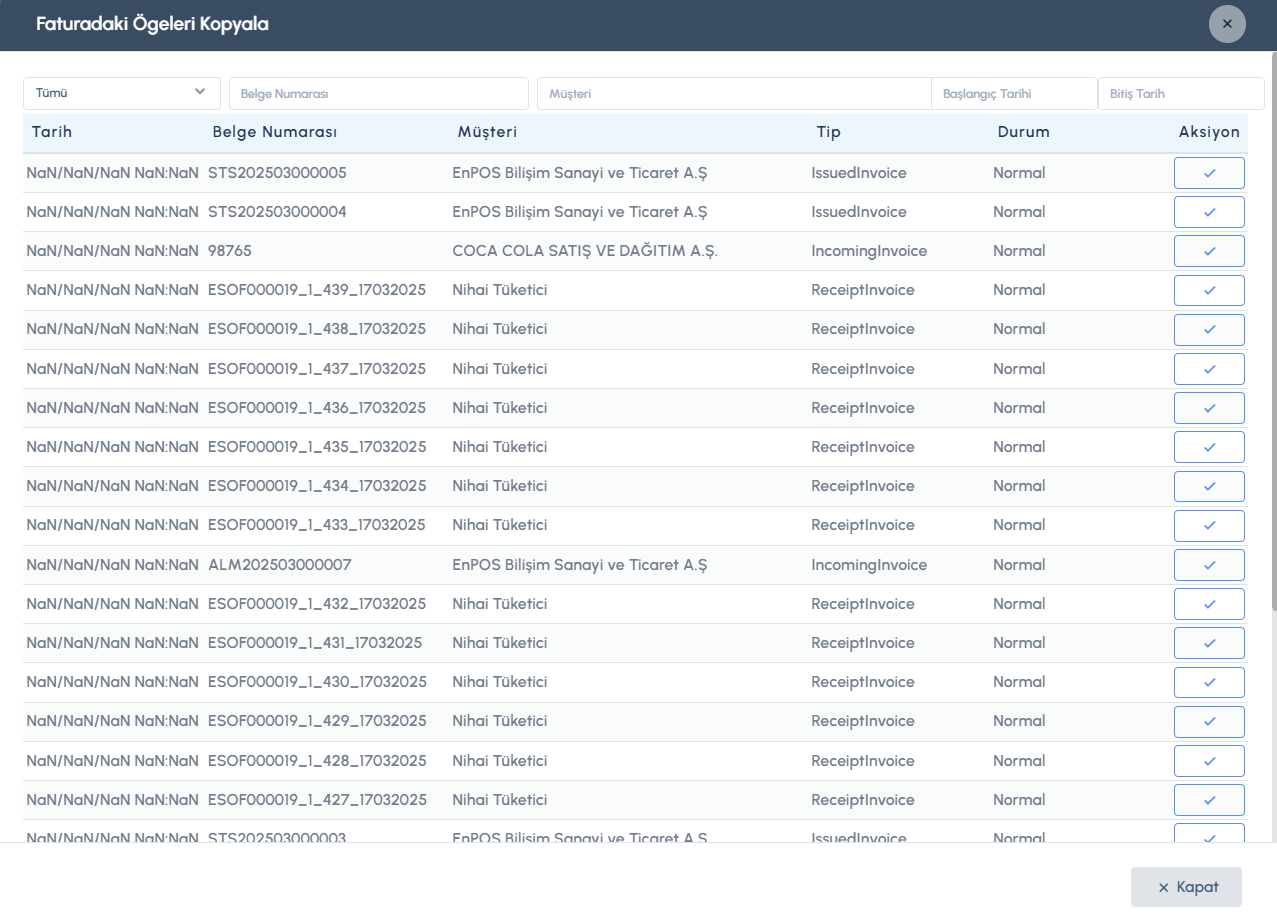 Faturadaki Ögeleri Kopyala
Tümü Belge Numarası Müşteri Başlangıç Tarihi Bitiş Tarih
Tarih Belge Numarası Müşteri Tip Durum Aksiyon
NaN/NaN/NaN NaN:NaN STS202503000005 EnPOS Bilişim Sanayi ve Ticaret A.Ş IssuedInvoice Normal
NaN/NaN/NaN NaN:NaN STS202503000004 EnPOS Bilişim Sanayi ve Ticaret A.Ş IssuedInvoice Normal
NaN/NaN/NaN NaN:NaN 98765 COCA COLA SATIŞ VE DAĞITIM A.Ş. IncomingInvoice Normal
NaN/NaN/NaN NaN:NaN ESOF000019_1_439_17032025 Nihai Tüketici ReceiptInvoice Normal
NaN/NaN/NaN NaN:NaN ESOF000019_1_438_17032025 Nihai Tüketici ReceiptInvoice Normal
NaN/NaN/NaN NaN:NaN ESOF000019_1_437_17032025 Nihai Tüketici ReceiptInvoice Normal
NaN/NaN/NaN NaN:NaN ESOF000019_1_436_17032025 Nihai Tüketici ReceiptInvoice Normal
NaN/NaN/NaN NaN:NaN ESOF000019_1_435_17032025 Nihai Tüketici ReceiptInvoice Normal
NaN/NaN/NaN NaN:NaN ESOF000019_1_434_17032025 Nihai Tüketici ReceiptInvoice Normal
NaN/NaN/NaN NaN:NaN ESOF000019_1_433_17032025 Nihai Tüketici ReceiptInvoice Normal
NaN/NaN/NaN NaN:NaN ALM202503000007 EnPOS Bilişim Sanayi ve Ticaret A.Ş IncomingInvoice Normal
NaN/NaN/NaN NaN:NaN ESOF000019_1_432_17032025 Nihai Tüketici ReceiptInvoice Normal
NaN/NaN/NaN NaN:NaN ESOF000019_1_431_17032025 Nihai Tüketici ReceiptInvoice Normal
NaN/NaN/NaN NaN:NaN ESOF000019_1_430_17032025 Nihai Tüketici ReceiptInvoice Normal
NaN/NaN/NaN NaN:NaN ESOF000019_1_429_17032025 Nihai Tüketici ReceiptInvoice Normal
NaN/NaN/NaN NaN:NaN ESOF000019_1_428_17032025 Nihai Tüketici ReceiptInvoice Normal
NaN/NaN/NaN NaN:NaN ESOF000019_1_427_17032025 Nihai Tüketici ReceiptInvoice Normal
NaN/NaN/NaN NaN:NaN STS202503000003 EnPOS Bilişim Sanayi ve Ticaret A.Ş IssuedInvoice Normal
Kapat